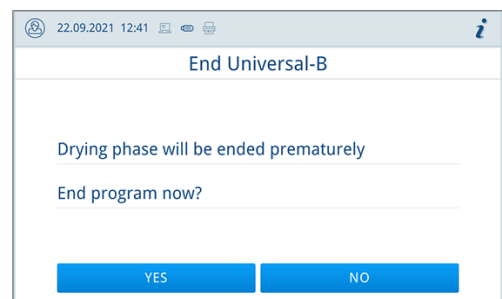 22.09.2021 12:41 i
End Universal-B
Drying phase will be ended prematurely
End program now?
YES NO